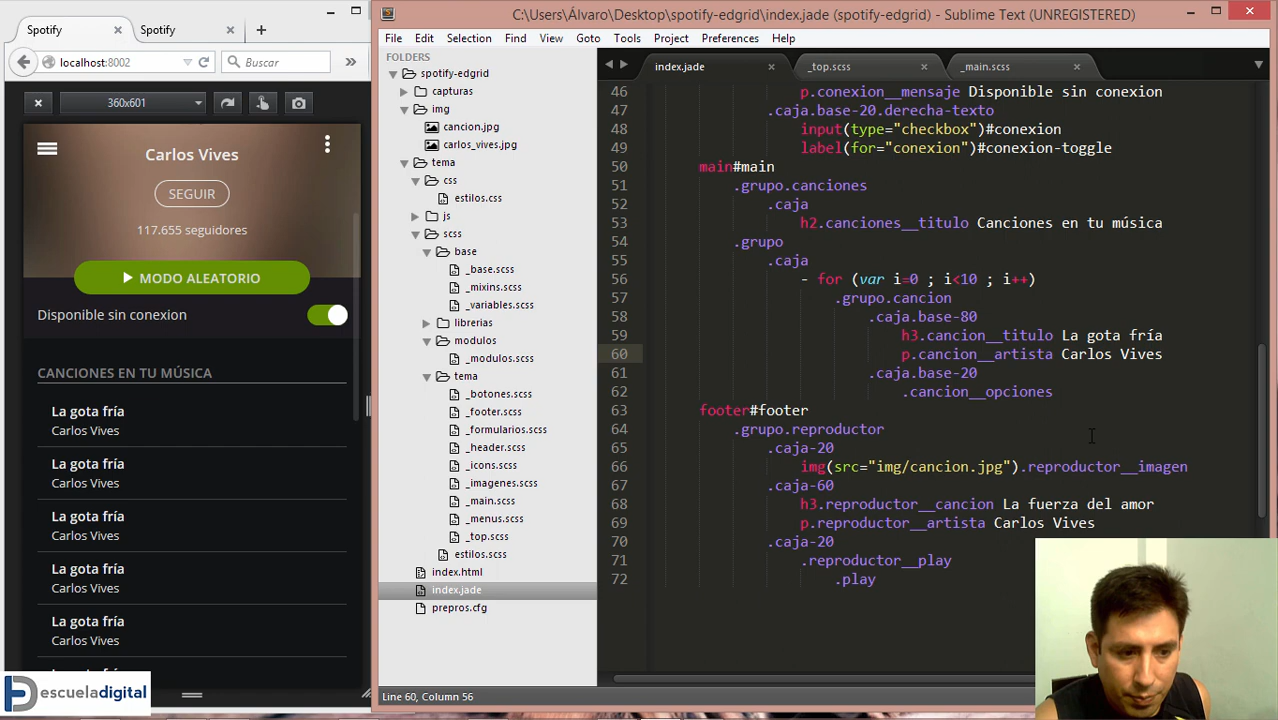 Spotify
Spotify
localhost:8002
Buscar
360x601
Carlos Vives
SEGUIR
117.655 seguidores
MODO ALEATORIO
Disponible sin conexion
CANCIONES EN TU MÚSICA
La gota fría
Carlos Vives
La gota fría
Carlos Vives
La gota fría
Carlos Vives
La gota fría
Carlos Vives
La gota fría
Carlos Vives
escueladigital
C:\Users\Álvaro\Desktop\spotify-edgrid\index.jade (spotify-edgrid) - Sublime Text (UNREGISTERED)
File Edit Selection Find View Goto Tools Project Preferences Help
FOLDERS
spotify-edgrid
capturas
img
cancion.jpg
carlos_vives.jpg
tema
css
estilos.css
js
scss
base
_base.scss
_mixins.scss
_variables.scss
librerias
modulos
_modulos.scss
tema
_botones.scss
_footer.scss
_formularios.scss
_header.scss
_icons.scss
_imagenes.scss
_main.scss
_menus.scss
_top.scss
estilos.scss
index.html
index.jade
prepros.cfg
index.jade
_top.scss
_main.scss
46 p.conexion__mensaje Disponible sin conexion
47 .caja.base-20.derecha-texto
48 input(type="checkbox")#conexion
49 label(for="conexion")#conexion-toggle
50 main#main
51 .grupo.canciones
52 .caja
53 h2.canciones__titulo Canciones en tu música
54 .grupo
55 .caja
56 - for (var i=0 ; i<10 ; i++)
57 .grupo.cancion
58 .caja.base-80
59 h3.cancion__titulo La gota fría
60 p.cancion__artista Carlos Vives
61 .caja.base-20
62 .cancion__opciones
63 footer#footer
64 .grupo.reproductor
65 .caja-20
66 img(src="img/cancion.jpg").reproductor__imagen
67 .caja-60
68 h3.reproductor__cancion La fuerza del amor
69 p.reproductor__artista Carlos Vives
70 .caja-20
71 .reproductor__play
72 .play
Line 60, Column 56